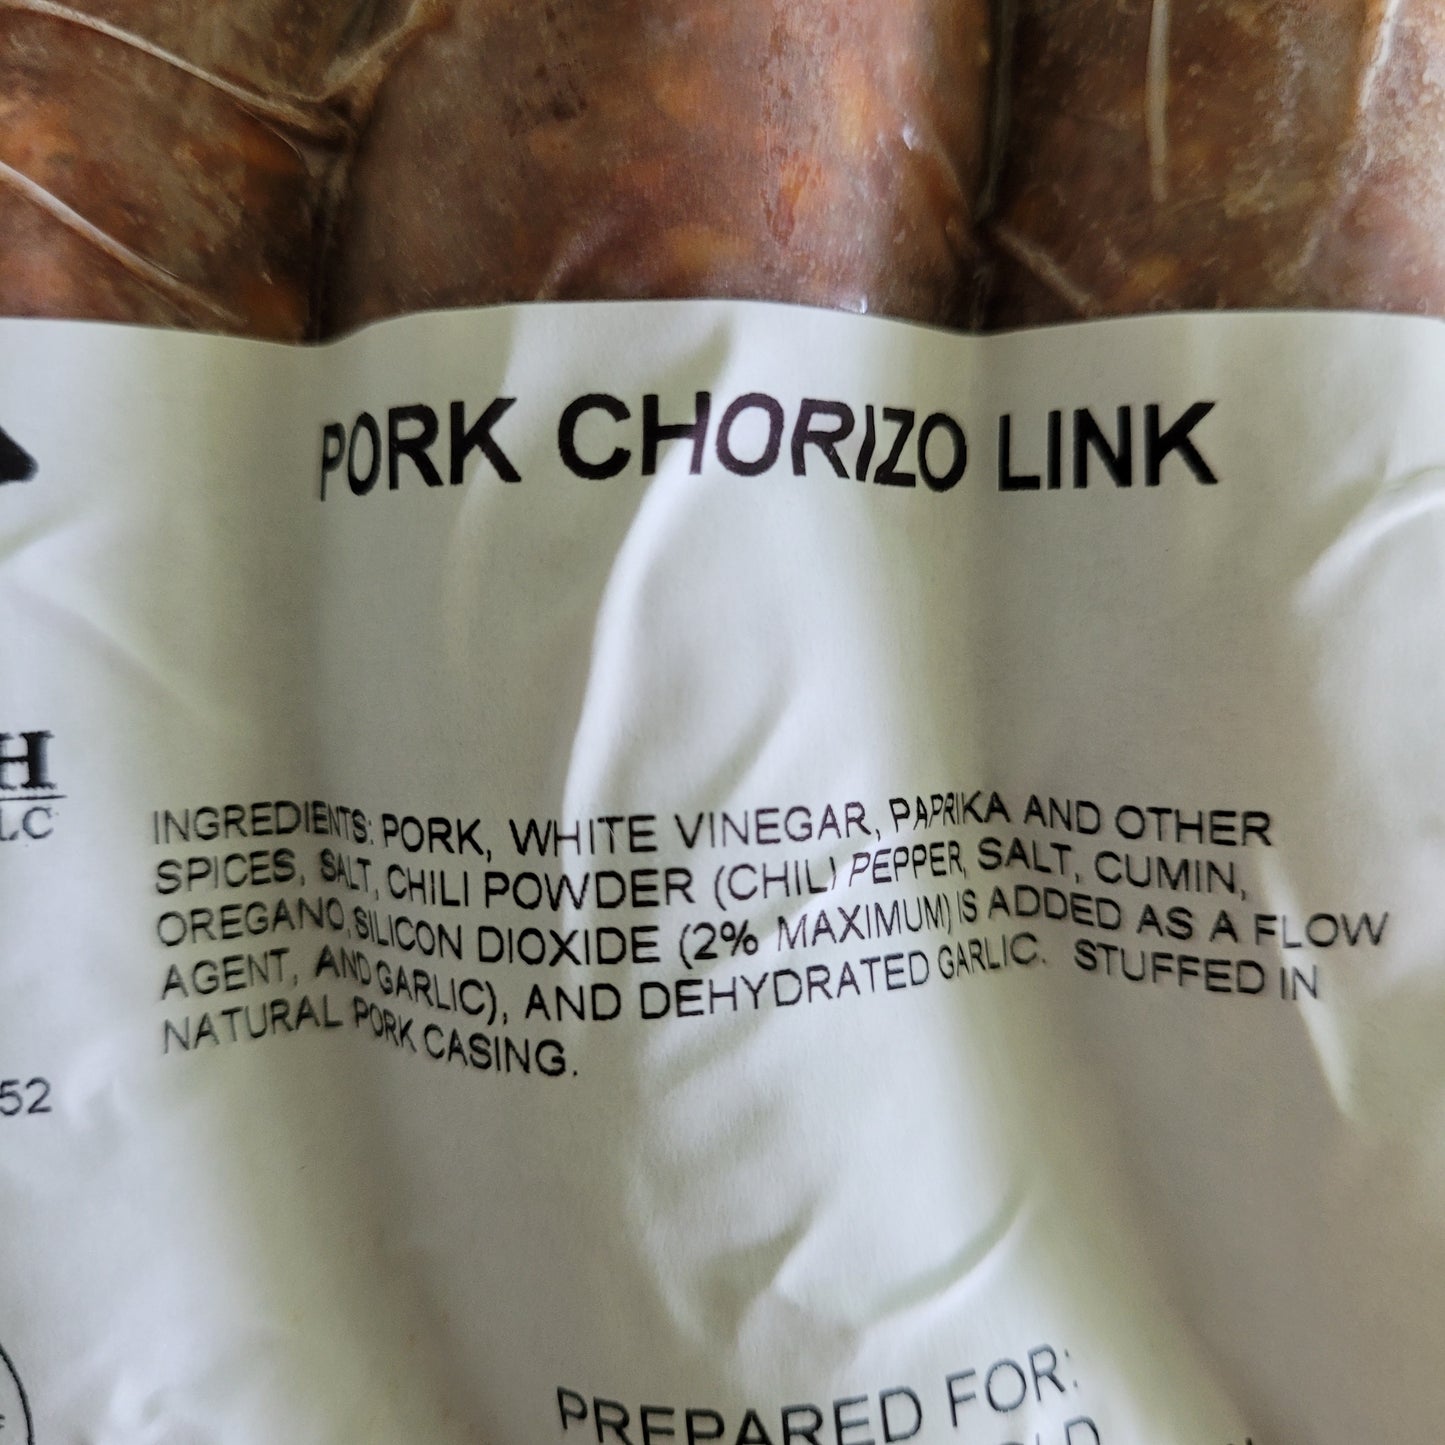 PORK CHORIZO LINK
H
LC
INGREDIENTS: PORK, WHITE VINEGAR, PAPRIKA AND OTHER
SPICES, SALT, CHILI POWDER (CHILI PEPPER, SALT, CUMIN,
OREGANO, SILICON DIOXIDE (2% MAXIMUM) IS ADDED AS A FLOW
AGENT, AND GARLIC), AND DEHYDRATED GARLIC. STUFFED IN
NATURAL PORK CASING.
52
PREPARED FOR: